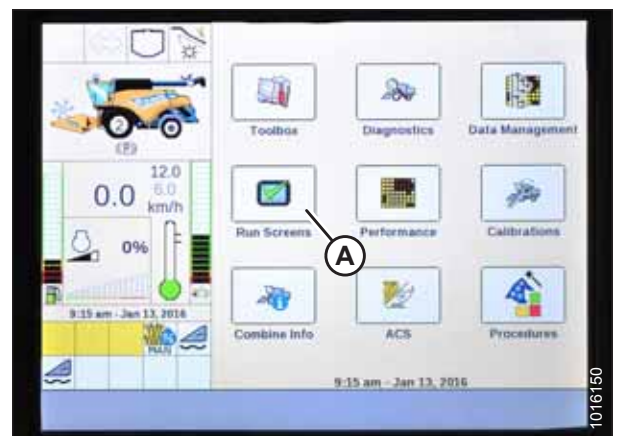 2
(P)
12.0
0.0 6.0
km/h
0%
9:15 am - Jan 13, 2016
MAN
Toolbox
Diagnostics
Data Management
Run Screens
Performance
Calibrations
A
Combine Info
ACS
Procedures
9:15 am - Jan 13, 2016
1016150